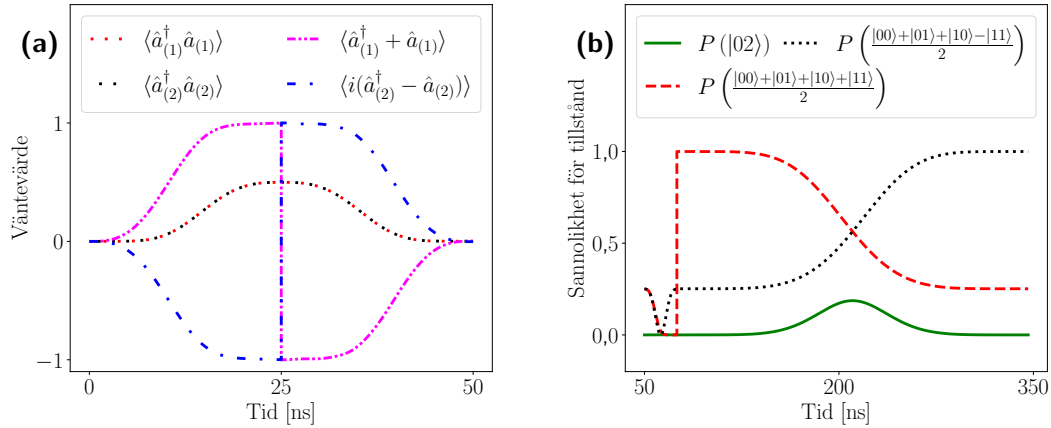 (a)
⟨â†(1)â(1)⟩
⟨â†(1) + â(1)⟩
⟨â†(2)â(2)⟩
⟨i(â†(2) − â(2))⟩
Väntevärde
1
0
−1
0
25
50
Tid [ns]
(b)
P (|02⟩)
P ((|00⟩+|01⟩+|10⟩−|11⟩)/2)
P ((|00⟩+|01⟩+|10⟩+|11⟩)/2)
Sannolikhet för tillstånd
1,0
0,5
0,0
50
200
350
Tid [ns]